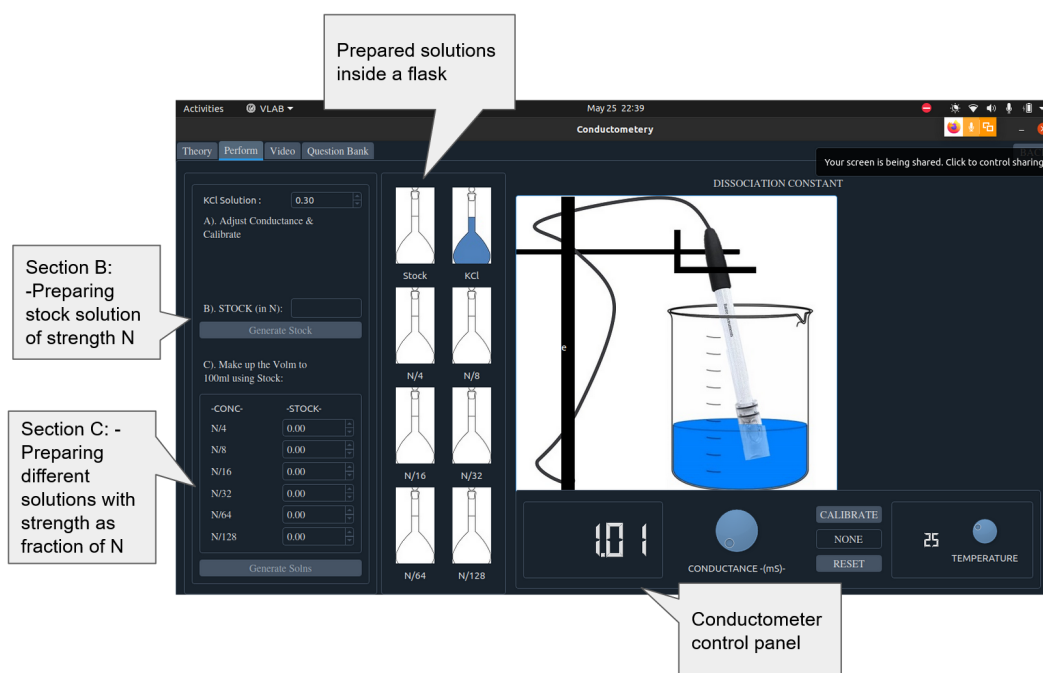 Prepared solutions
inside a flask
Activities VLAB May 25 22:39
Conductometery
Theory Perform Video Question Bank
Your screen is being shared. Click to control sharing
DISSOCIATION CONSTANT
KCl Solution : 0.30
A). Adjust Conductance &
Calibrate
Stock KCl
Section B:
-Preparing
stock solution
of strength N
B). STOCK (in N):
Generate Stock
e
C). Make up the Volm to
100ml using Stock:
N/4 N/8
Section C: -
Preparing
different
solutions with
strength as
fraction of N
-CONC- -STOCK-
N/4 0.00
N/8 0.00
N/16 0.00
N/32 0.00
N/64 0.00
N/128 0.00
Generate Solns
N/16 N/32
N/64 N/128
1.01
CONDUCTANCE -(mS)-
CALIBRATE
NONE
RESET
25
TEMPERATURE
Conductometer
control panel